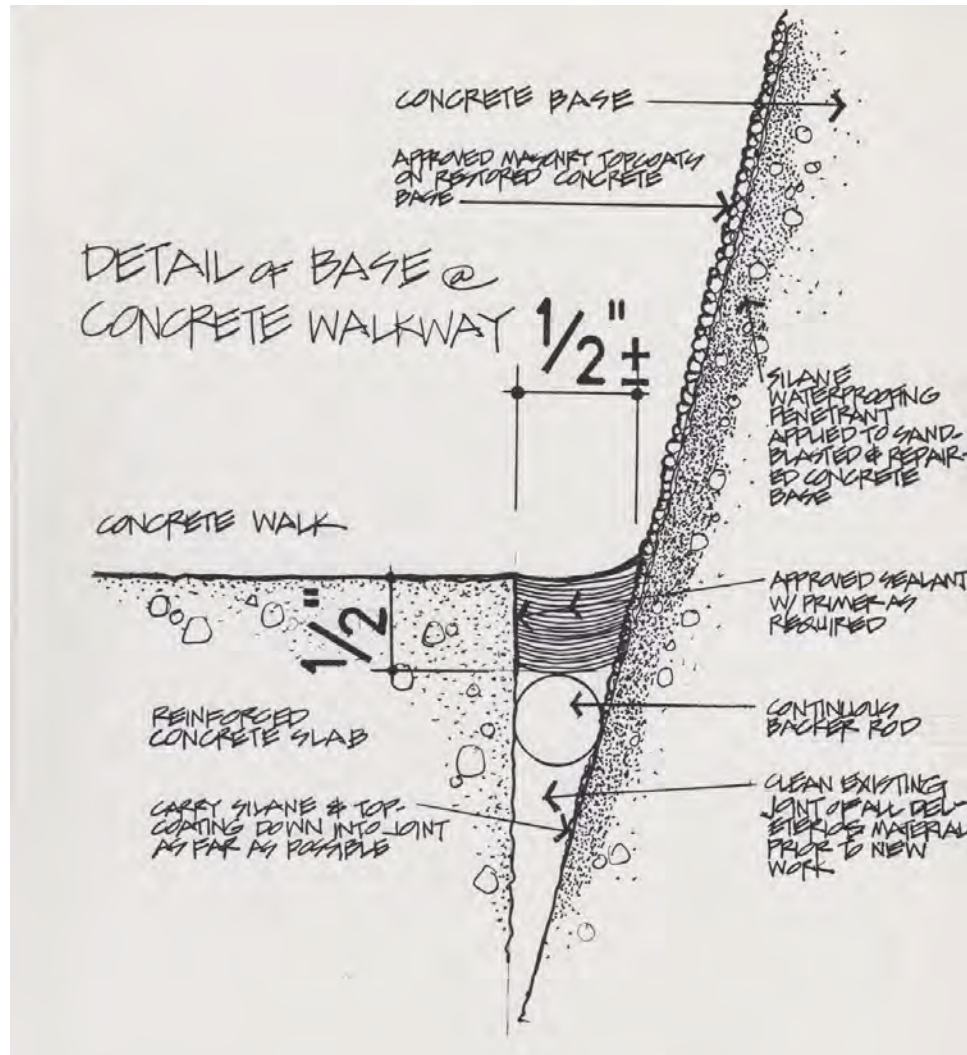 CONCRETE BASE
APPROVED MASONRY TOPCOATS
ON RESTORED CONCRETE
BASE
DETAIL OF BASE @
CONCRETE WALKWAY
1/2" ±
SILANE
WATERPROOFING
PENETRANT
APPLIED TO SAND-
BLASTED & REPAIR-
ED CONCRETE
BASE
CONCRETE WALK
1/2"
APPROVED SEALANT
W/ PRIMER AS
REQUIRED
REINFORCED
CONCRETE SLAB
CONTINUOUS
BACKER ROD
CARRY SILANE & TOP-
COATING DOWN INTO JOINT
AS FAR AS POSSIBLE
CLEAN EXISTING
JOINT OF ALL DEL-
ETERIOS MATERIAL
PRIOR TO NEW
WORK